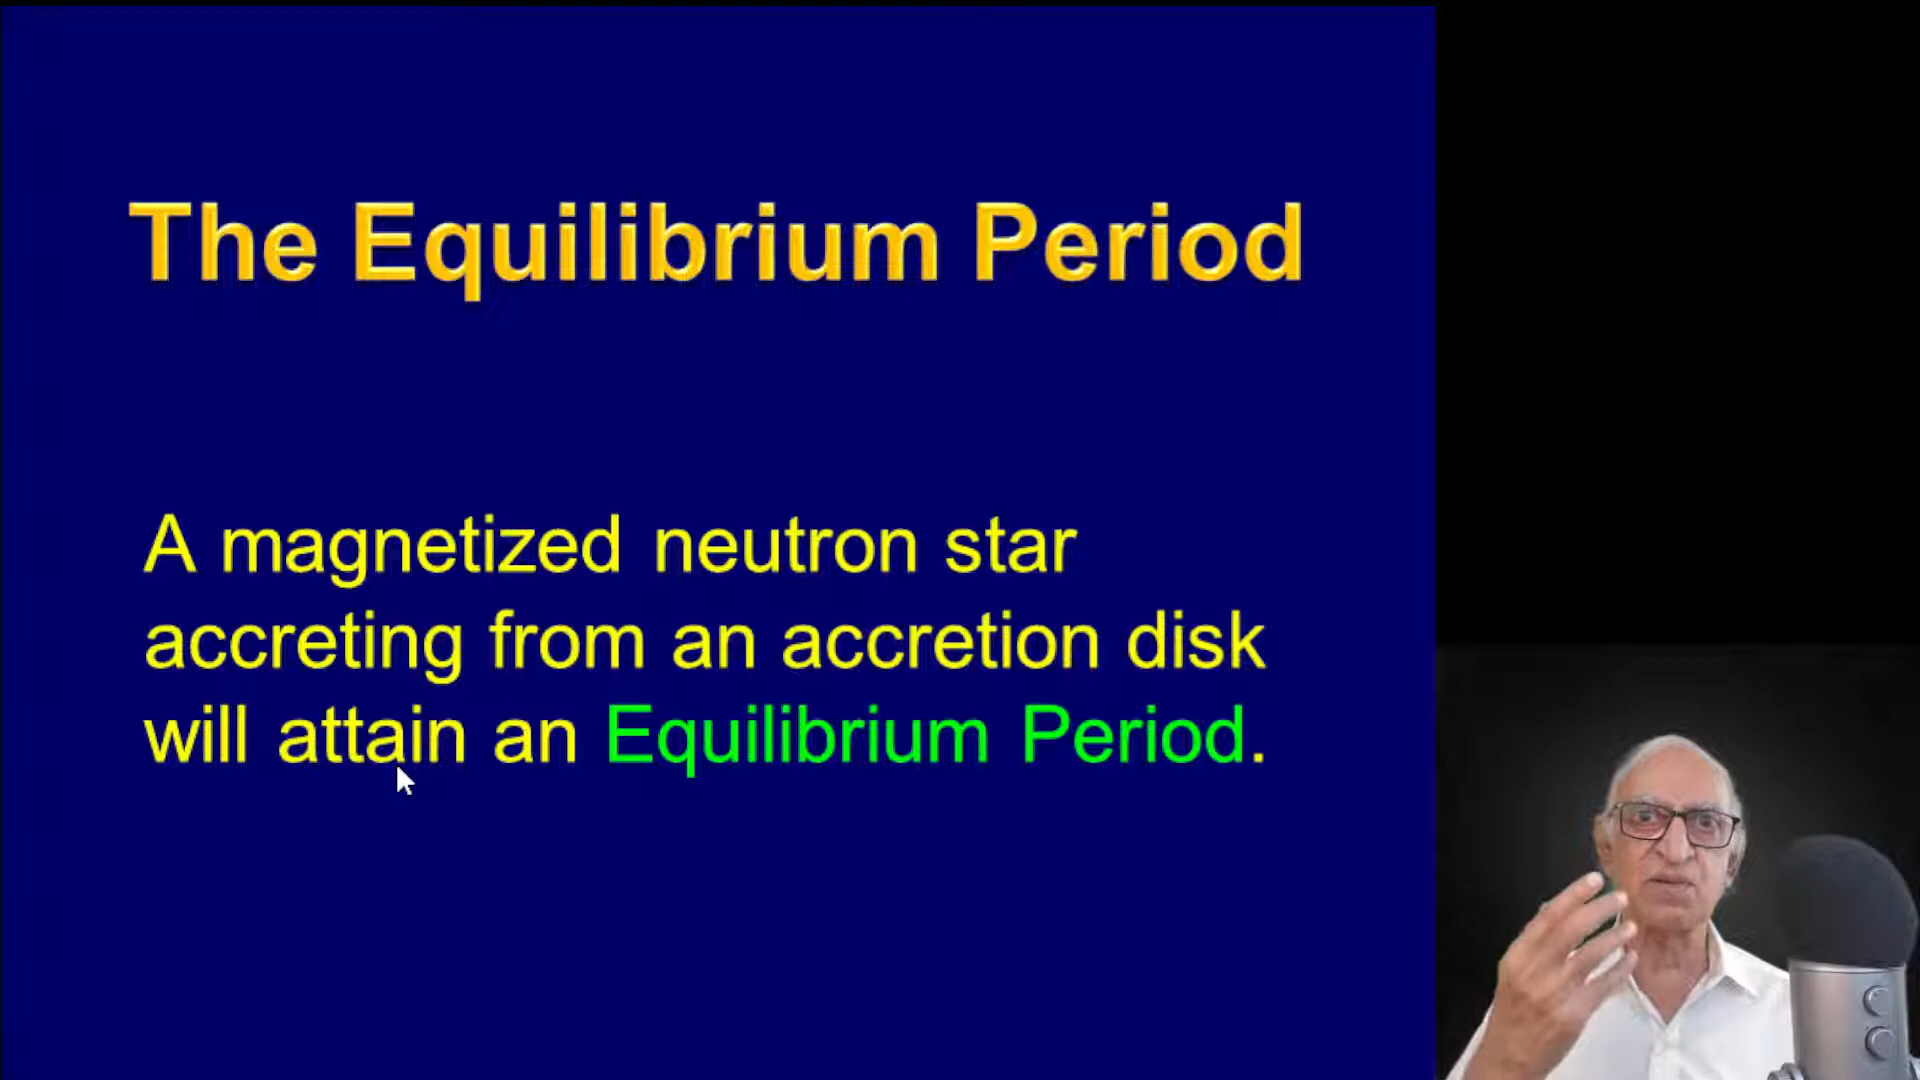 The Equilibrium Period
A magnetized neutron star
accreting from an accretion disk
will attain an Equilibrium Period.